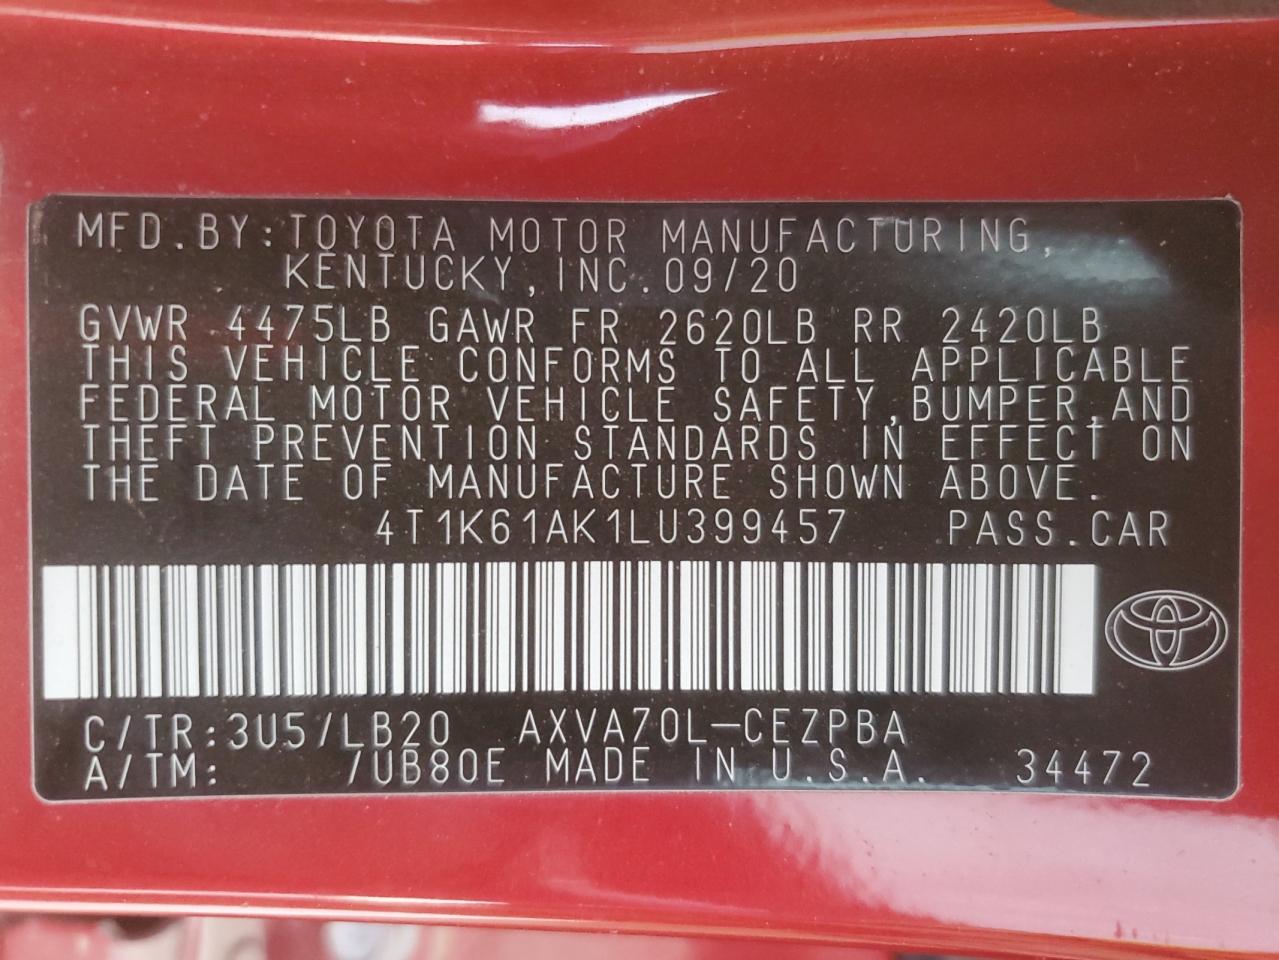 MFD.BY:TOYOTA MOTOR MANUFACTURING,
KENTUCKY,INC.09/20
GVWR 4475LB GAWR FR 2620LB RR 2420LB
THIS VEHICLE CONFORMS TO ALL APPLICABLE
FEDERAL MOTOR VEHICLE SAFETY,BUMPER,AND
THEFT PREVENTION STANDARDS IN EFFECT ON
THE DATE OF MANUFACTURE SHOWN ABOVE.
4T1K61AK1LU399457 PASS.CAR
C/TR:3U5/LB20 AXVA70L-CEZPBA
A/TM: /UB80E MADE IN U.S.A. 34472